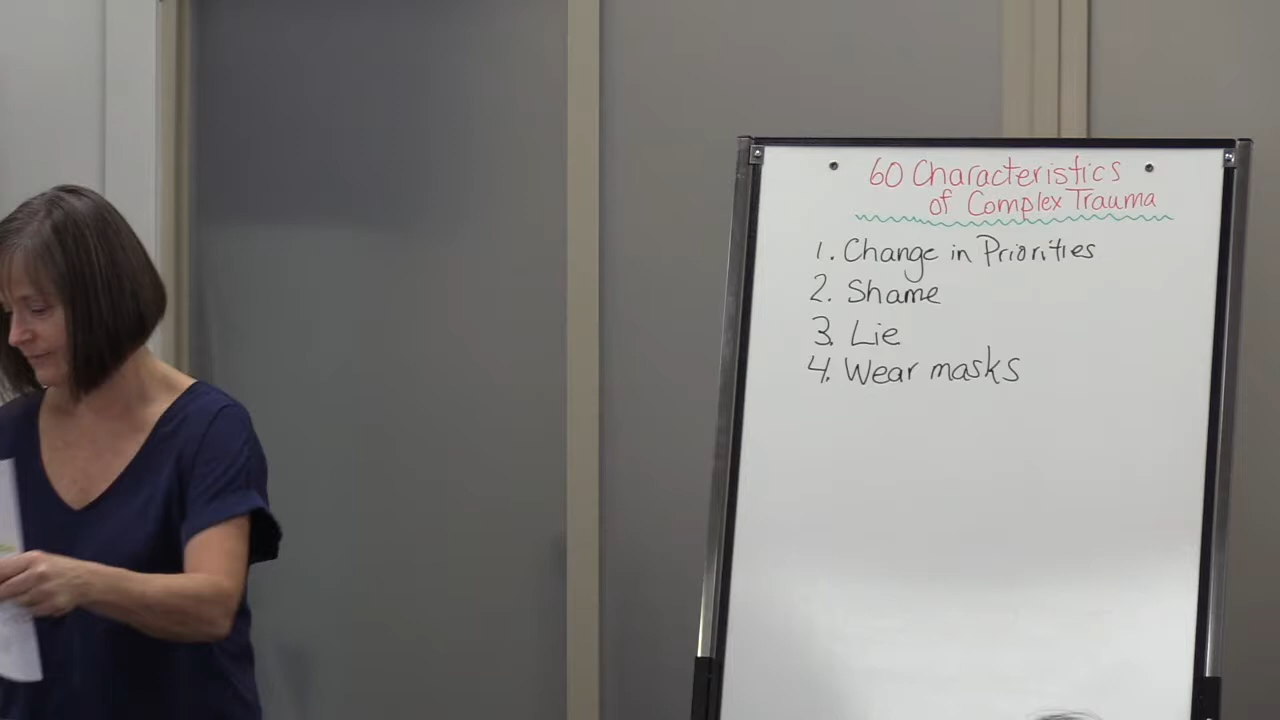 60 Characteristics
of Complex Trauma
1. Change in Priorities
2. Shame
3. Lie
4. Wear masks